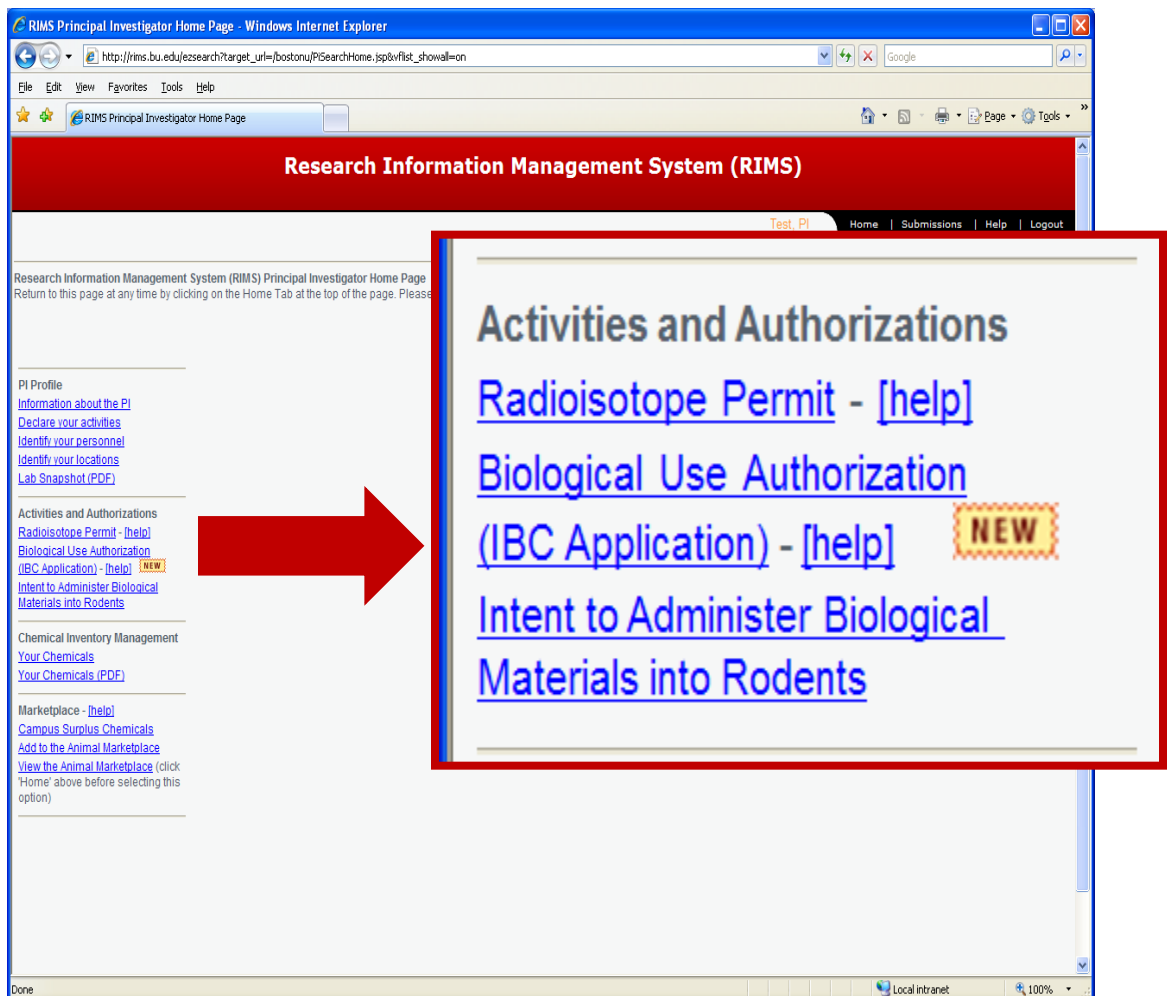 RIMS Principal Investigator Home Page - Windows Internet Explorer
http://rims.bu.edu/ezsearch?target_url=/bostonu/PISearchHome.jsp&vflist_showall=on
Google
File Edit View Favorites Tools Help
RIMS Principal Investigator Home Page
Page Tools »
Research Information Management System (RIMS)
Test, PI Home | Submissions | Help | Logout
Research Information Management System (RIMS) Principal Investigator Home Page
Return to this page at any time by clicking on the Home Tab at the top of the page. Please
PI Profile
Information about the PI
Declare your activities
Identify your personnel
Identify your locations
Lab Snapshot (PDF)
Activities and Authorizations
Radioisotope Permit - [help]
Biological Use Authorization
(IBC Application) - [help] NEW
Intent to Administer Biological
Materials into Rodents
Chemical Inventory Management
Your Chemicals
Your Chemicals (PDF)
Marketplace - [help]
Campus Surplus Chemicals
Add to the Animal Marketplace
View the Animal Marketplace (click
'Home' above before selecting this
option)
Activities and Authorizations
Radioisotope Permit - [help]
Biological Use Authorization
(IBC Application) - [help] NEW
Intent to Administer Biological
Materials into Rodents
Done Local intranet 100%